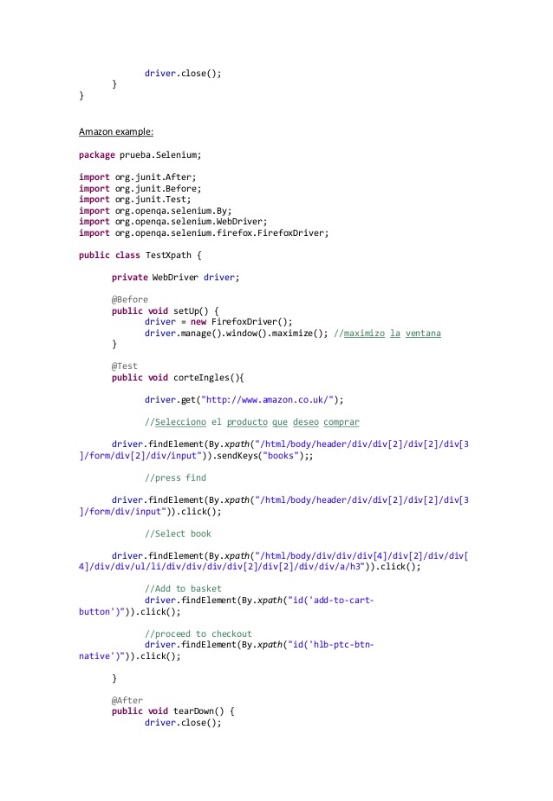 driver.close();
}
}
Amazon example:
package prueba.Selenium;
import org.junit.After;
import org.junit.Before;
import org.junit.Test;
import org.openqa.selenium.By;
import org.openqa.selenium.WebDriver;
import org.openqa.selenium.firefox.FirefoxDriver;
public class TestXpath {
private WebDriver driver;
@Before
public void setUp() {
driver = new FirefoxDriver();
driver.manage().window().maximize(); //maximizo la ventana
}
@Test
public void corteIngles(){
driver.get("http://www.amazon.co.uk/");
//Selecciono el producto que deseo comprar
driver.findElement(By.xpath("/html/body/header/div/div[2]/div[2]/div[3
]/form/div[2]/div/input")).sendKeys("books");;
//press find
driver.findElement(By.xpath("/html/body/header/div/div[2]/div[2]/div[3
]/form/div/input")).click();
//Select book
driver.findElement(By.xpath("/html/body/div/div/div[4]/div[2]/div/div[
4]/div/div/ul/li/div/div/div/div[2]/div[2]/div/div/a/h3")).click();
//Add to basket
driver.findElement(By.xpath("id('add-to-cart-
button')")).click();
//proceed to checkout
driver.findElement(By.xpath("id('hlb-ptc-btn-
native')")).click();
}
@After
public void tearDown() {
driver.close();